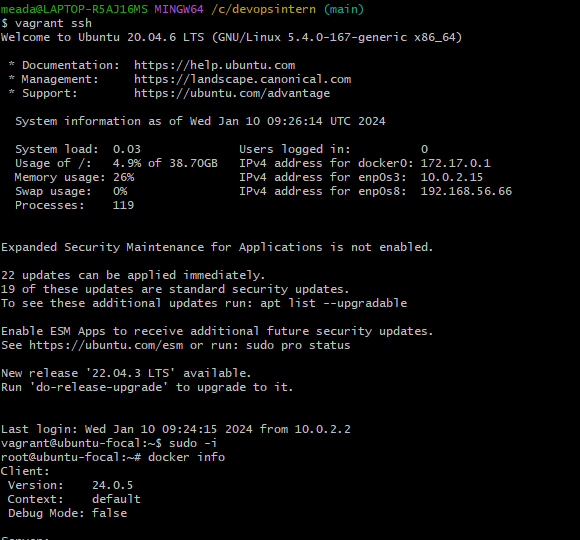 meada@LAPTOP-R5AJ16MS MINGW64 /c/devopsintern (main)
$ vagrant ssh
Welcome to Ubuntu 20.04.6 LTS (GNU/Linux 5.4.0-167-generic x86_64)
* Documentation:  https://help.ubuntu.com
* Management:     https://landscape.canonical.com
* Support:        https://ubuntu.com/advantage
System information as of Wed Jan 10 09:26:14 UTC 2024
System load:  0.03              Users logged in:          0
Usage of /:   4.9% of 38.70GB   IPv4 address for docker0: 172.17.0.1
Memory usage: 26%               IPv4 address for enp0s3:  10.0.2.15
Swap usage:   0%                IPv4 address for enp0s8:  192.168.56.66
Processes:    119
Expanded Security Maintenance for Applications is not enabled.
22 updates can be applied immediately.
19 of these updates are standard security updates.
To see these additional updates run: apt list --upgradable
Enable ESM Apps to receive additional future security updates.
See https://ubuntu.com/esm or run: sudo pro status
New release '22.04.3 LTS' available.
Run 'do-release-upgrade' to upgrade to it.
Last login: Wed Jan 10 09:24:15 2024 from 10.0.2.2
vagrant@ubuntu-focal:~$ sudo -i
root@ubuntu-focal:~# docker info
Client:
Version:    24.0.5
Context:    default
Debug Mode: false
Server: